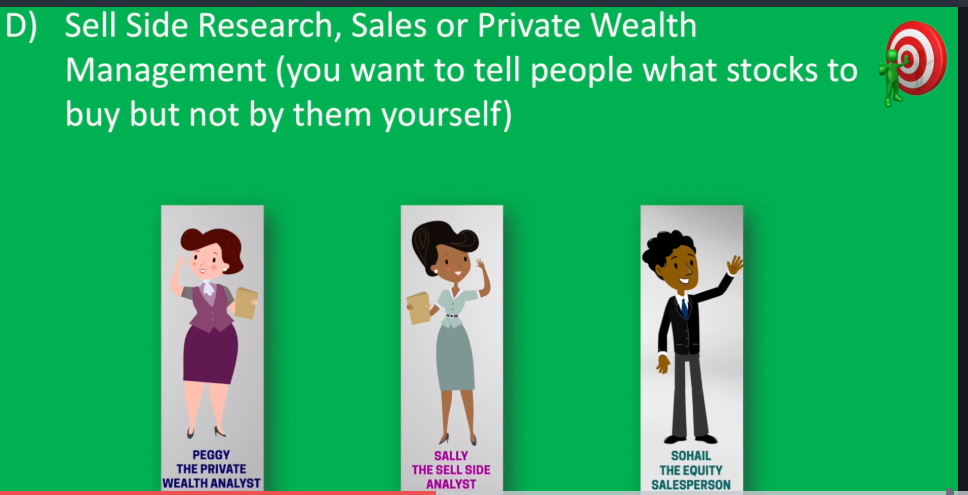 D) Sell Side Research, Sales or Private Wealth
Management (you want to tell people what stocks to
buy but not by them yourself)
PEGGY
THE PRIVATE
WEALTH ANALYST
SALLY
THE SELL SIDE
ANALYST
SOHAIL
THE EQUITY
SALESPERSON